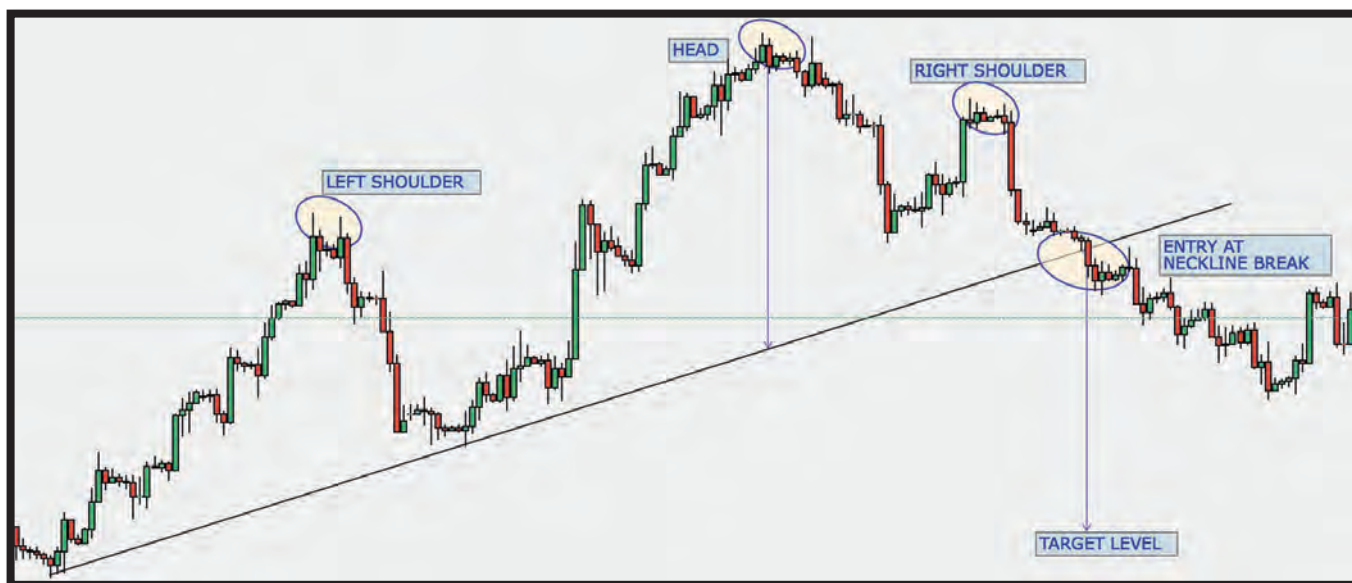 HEAD
RIGHT SHOULDER
LEFT SHOULDER
ENTRY AT
NECKLINE BREAK
TARGET LEVEL